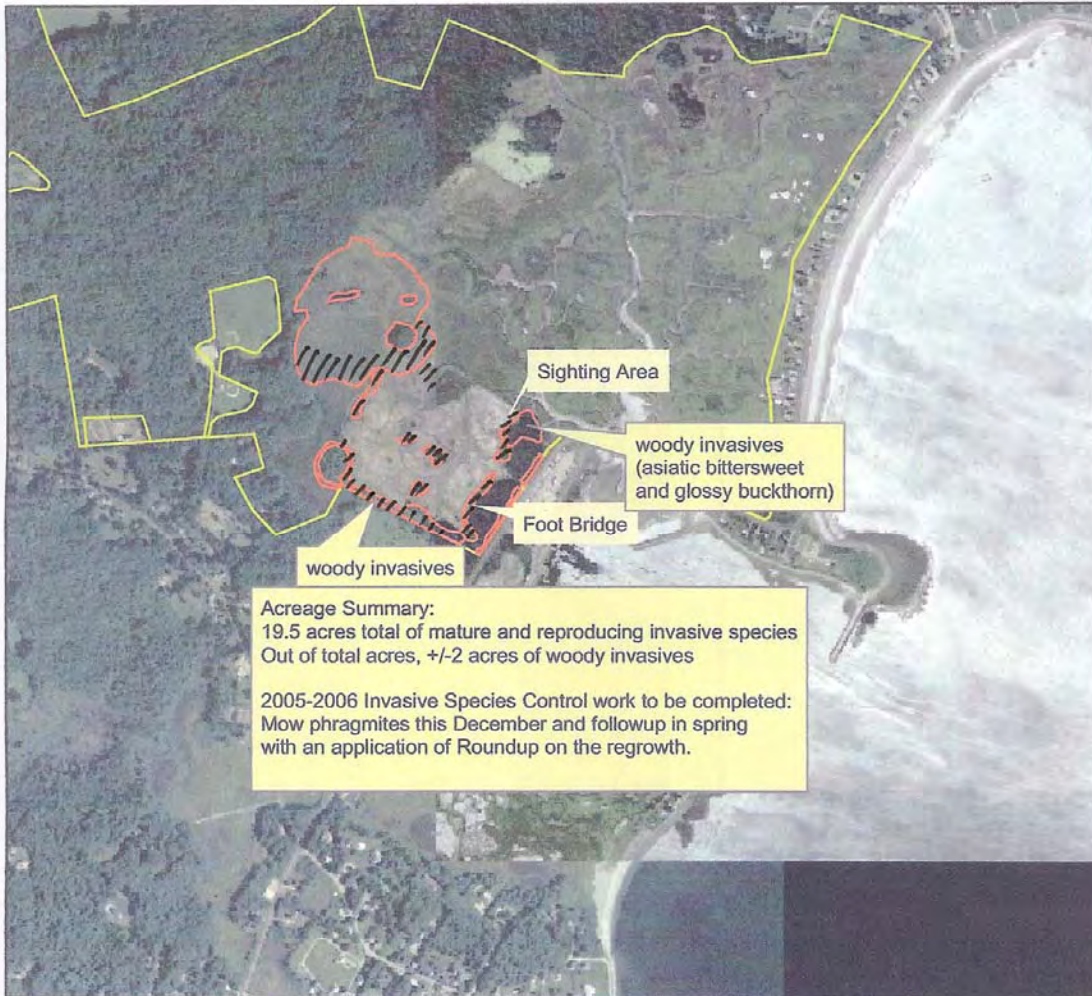 Sighting Area
woody invasives
(asiatic bittersweet
and glossy buckthorn)
Foot Bridge
woody invasives
Acreage Summary:
19.5 acres total of mature and reproducing invasive species
Out of total acres, +/-2 acres of woody invasives
2005-2006 Invasive Species Control work to be completed:
Mow phragmites this December and followup in spring
with an application of Roundup on the regrowth.